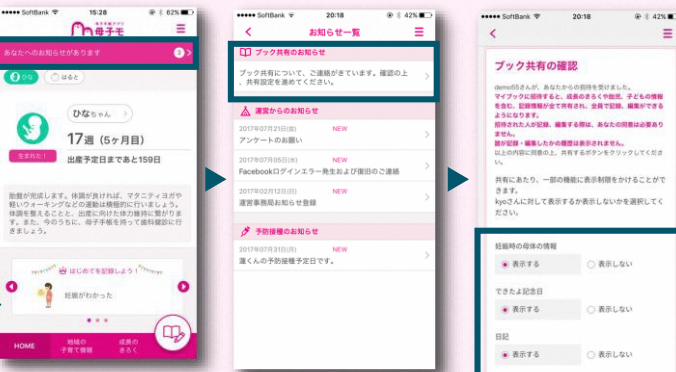 ●●●●● SoftBank 15:28 62%
母子手帳アプリ
母子モ
あなたへのお知らせがあります 3 >
ひな はると
ひなちゃん >
17週（5ヶ月目）
生まれた！
出産予定日まであと159日
胎盤が完成します。体調が良ければ、マタニティヨガや
軽いウォーキングなどの運動は積極的に行いましょう。
体調を整えることと、出産に向けた体力維持に繋がりま
す。また、今のうちに、母子手帳を持って歯科健診に行
きましょう。
はじめてを記録しよう！
妊娠がわかった
HOME
地域の
子育て情報
成長の
きろく
●●●●● SoftBank 20:18 42%
お知らせ一覧
ブック共有のお知らせ
ブック共有について、ご連絡がきています。確認の上
、共有設定を進めてください。
運営からのお知らせ
2017年07月21日(金) NEW
アンケートのお願い
2017年07月05日(水) NEW
Facebookログインエラー発生および復旧のご連絡
2017年02月12日(日) NEW
運営事務局お知らせ登録
予防接種のお知らせ
2017年07月31日(月) NEW
蓮くんの予防接種予定日です。
●●●●● SoftBank 20:18 42%
ブック共有の確認
demo55さんが、あなたからの招待を受けました。
マイブックに招待すると、成長のきろくや胎児、子どもの情報
を含む、記録情報が全て共有され、全員で記録、編集ができる
ようになります。
招待された人が記録、編集する際は、あなたの同意は必要あり
ません。
誰が記録・編集したかの履歴は表示されません。
以上の内容に同意の上、共有するボタンをクリックしてくださ
い。
共有にあたり、一部の機能に表示制限をかけることがで
きます。
kyoさんに対して表示するか表示しないかを選択してく
ださい。
妊娠時の母体の情報
表示する 表示しない
できたよ記念日
表示する 表示しない
日記
表示する 表示しない